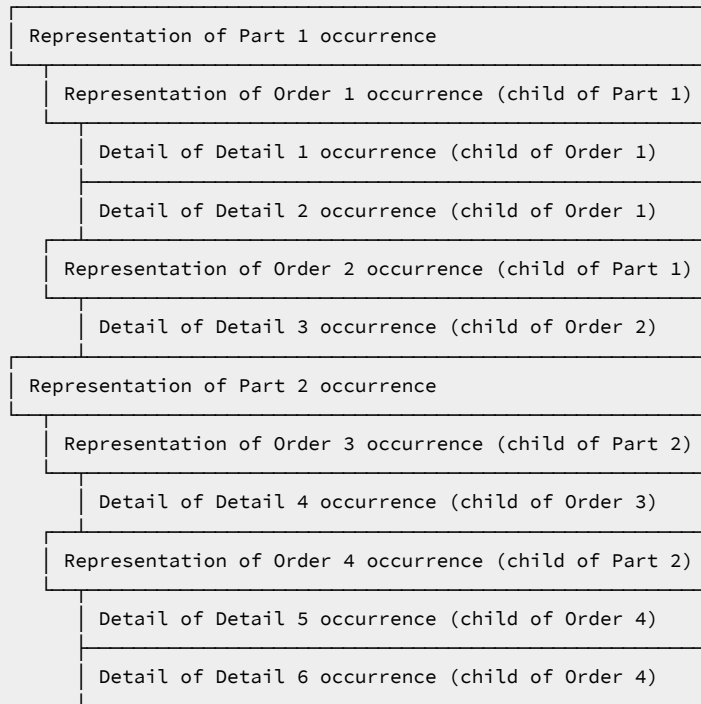 Representation of Part 1 occurrence
Representation of Order 1 occurrence (child of Part 1)
Detail of Detail 1 occurrence (child of Order 1)
Detail of Detail 2 occurrence (child of Order 1)
Representation of Order 2 occurrence (child of Part 1)
Detail of Detail 3 occurrence (child of Order 2)
Representation of Part 2 occurrence
Representation of Order 3 occurrence (child of Part 2)
Detail of Detail 4 occurrence (child of Order 3)
Representation of Order 4 occurrence (child of Part 2)
Detail of Detail 5 occurrence (child of Order 4)
Detail of Detail 6 occurrence (child of Order 4)